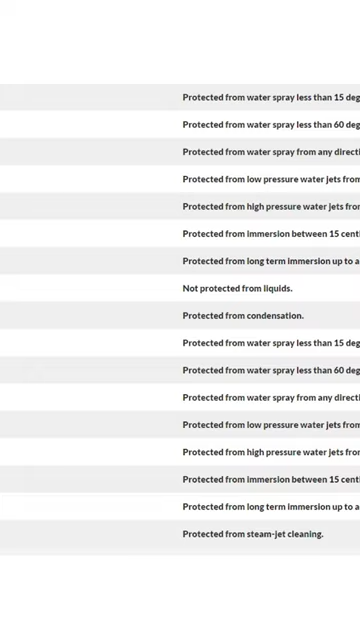 Protected from water spray less than 15 deg
Protected from water spray less than 60 deg
Protected from water spray from any directi
Protected from low pressure water jets from
Protected from high pressure water jets from
Protected from immersion between 15 centi
Protected from long term immersion up to a
Not protected from liquids.
Protected from condensation.
Protected from water spray less than 15 deg
Protected from water spray less than 60 deg
Protected from water spray from any directi
Protected from low pressure water jets from
Protected from high pressure water jets from
Protected from immersion between 15 centi
Protected from long term immersion up to a
Protected from steam-jet cleaning.